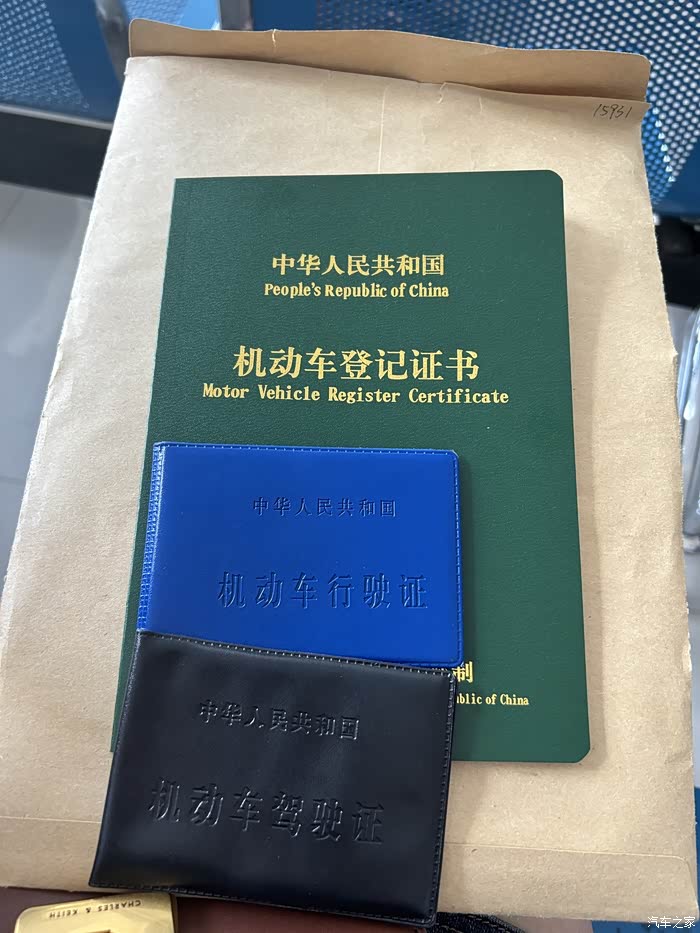 15951
中华人民共和国
People's Republic of China
机动车登记证书
Motor Vehicle Register Certificate
中华人民共和国
机动车行驶证
制
blic of China
中华人民共和国
机动车驾驶证
CHARLES & KEITH
汽车之家